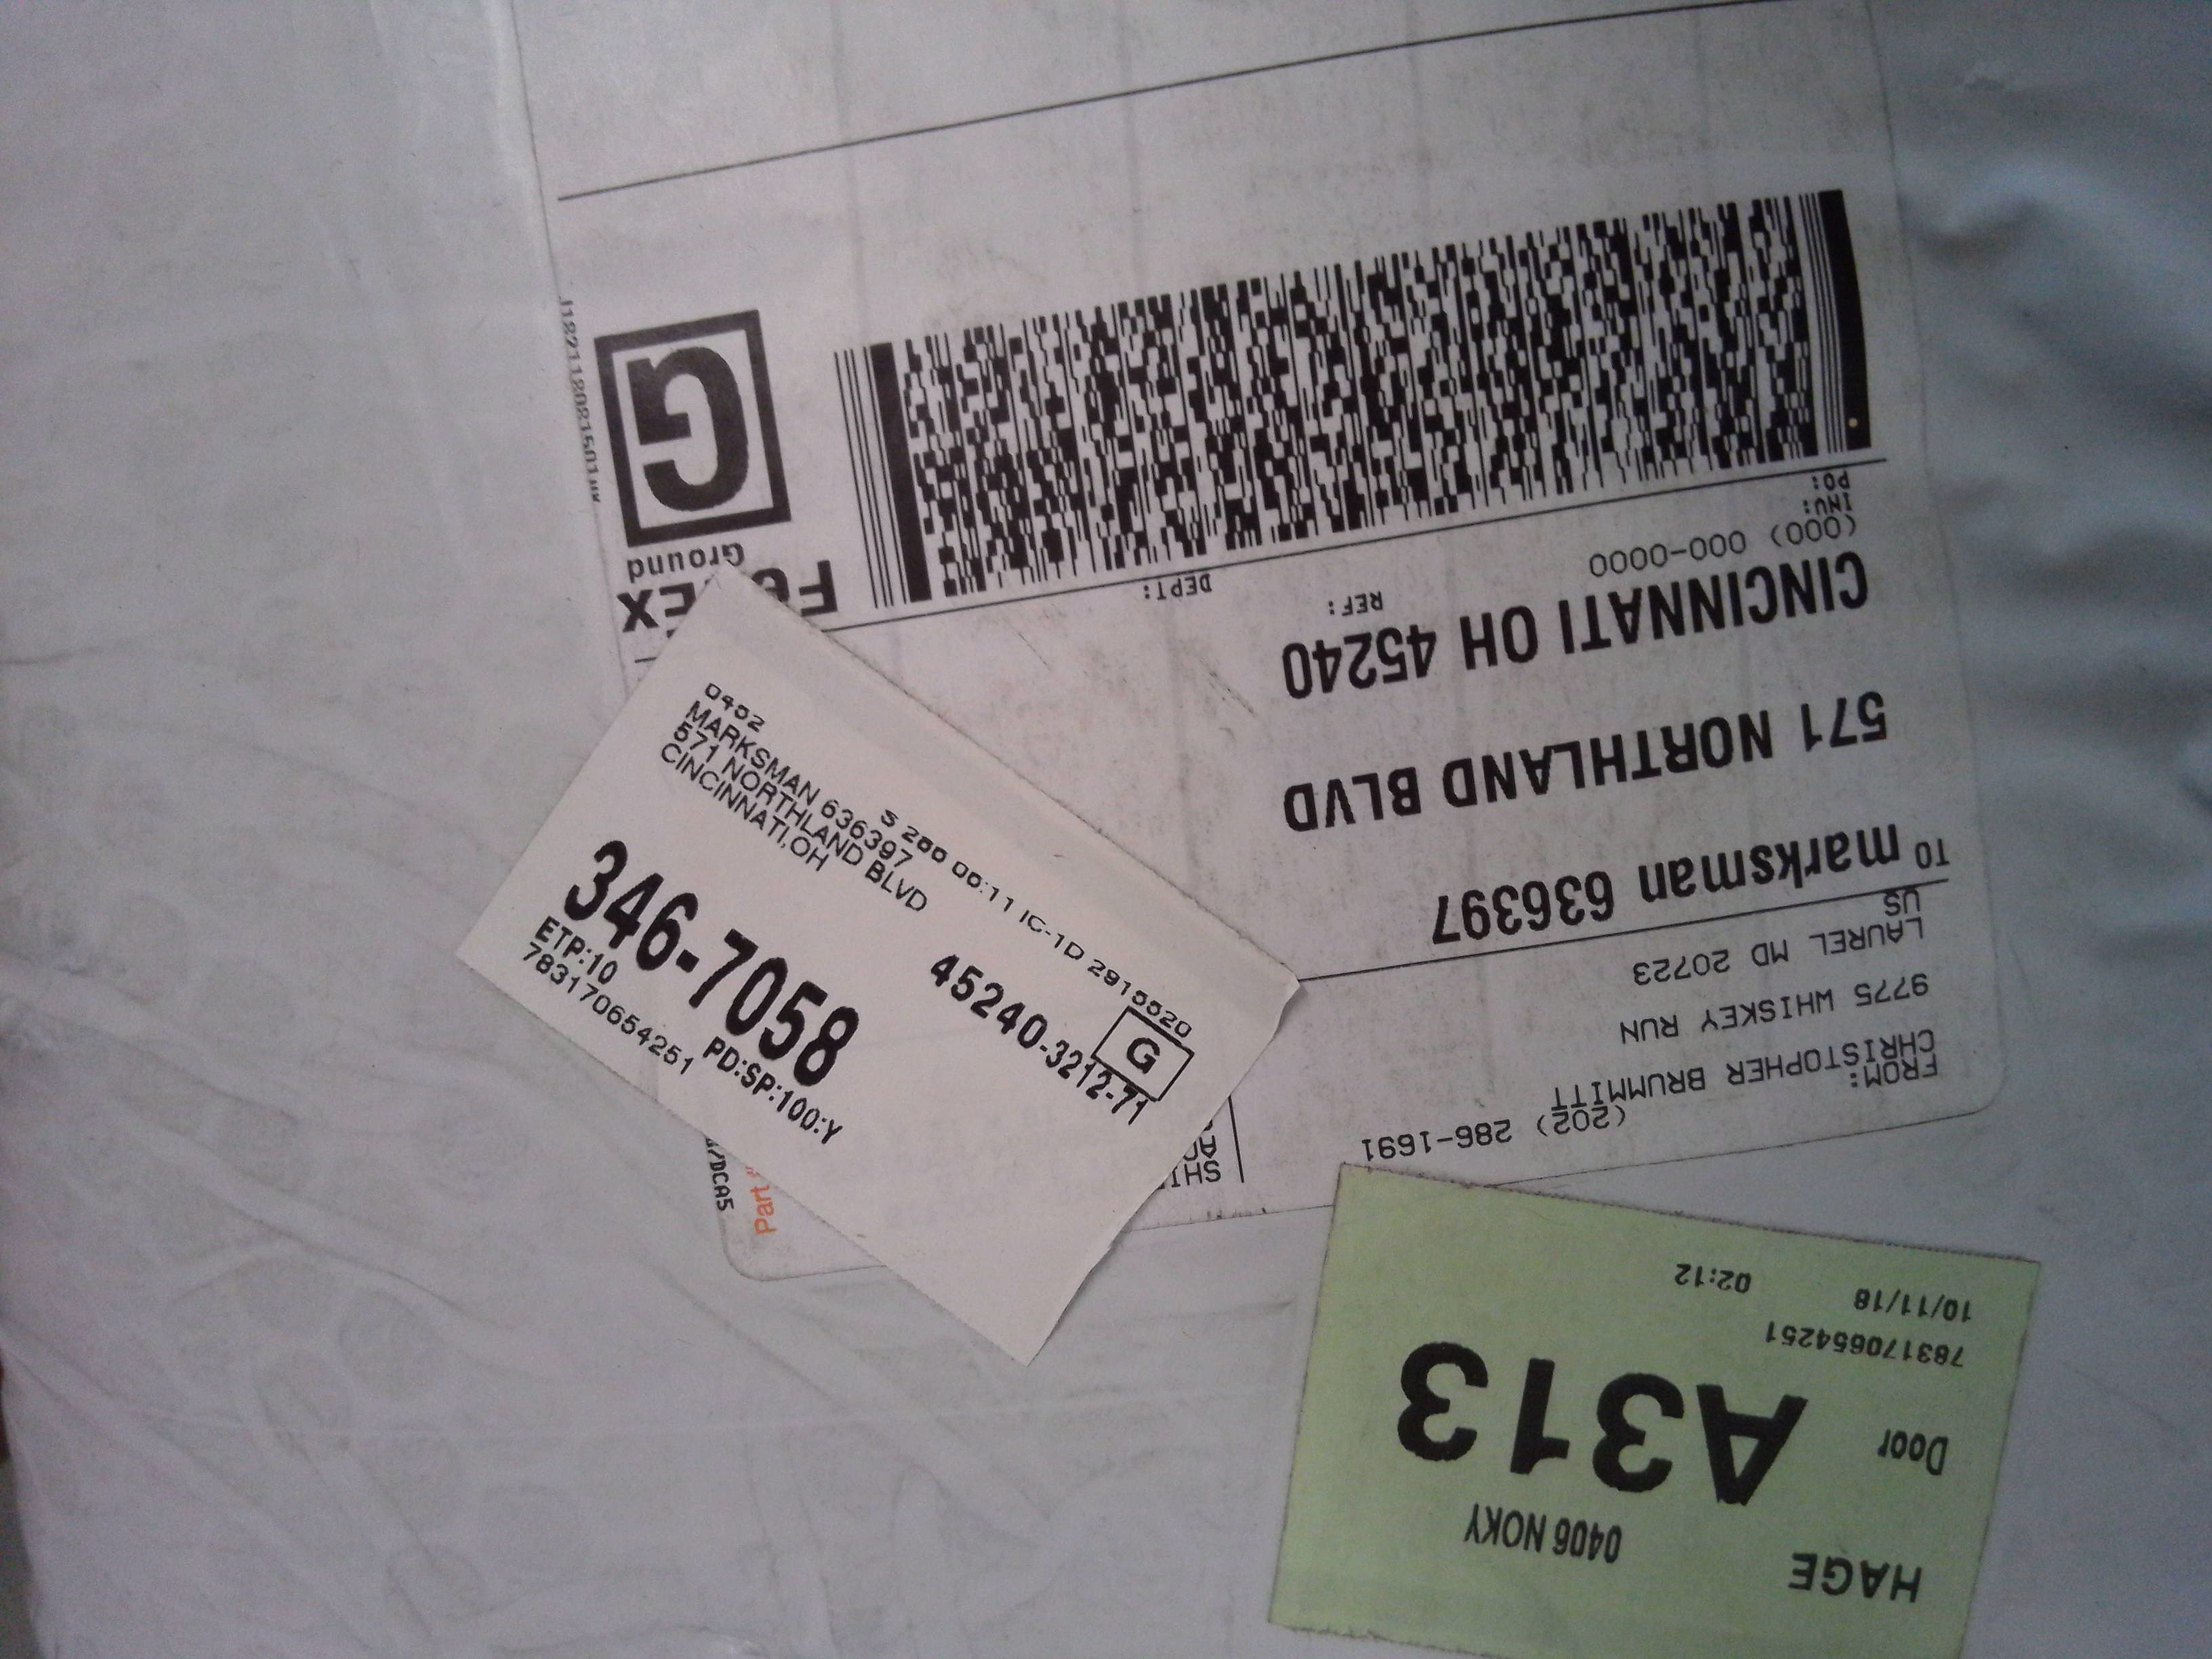 FROM:
CHRISTOPHER BRUMMITT
(202) 286-1691
9775 WHISKEY RUN
LAUREL MD 20723
US
TO marksman 636397
571 NORTHLAND BLVD
CINCINNATI OH 45240
(000) 000-0000
REF:
INV:
PO:
DEPT:
Ground
G
0452
S 280 00:11 IC-1D 2915520
MARKSMAN 636397
571 NORTHLAND BLVD
CINCINNATI,OH
45240-3212-71
G
346-7058
ETP:10
PD:SP:100:Y
783170654251
Part
HAGE
0406 NOKY
Door
A313
783170654251
10/11/18
02:12